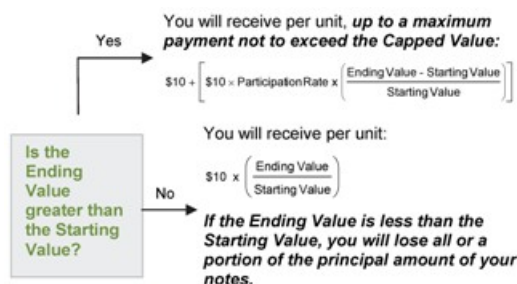 You will receive per unit, up to a maximum
payment not to exceed the Capped Value:
Yes
$10 + [ $10 × Participation Rate x ( Ending Value - Starting Value
Starting Value ) ]
Is the
Ending
Value
greater than
the Starting
Value?
You will receive per unit:
No
$10 x ( Ending Value
Starting Value )
If the Ending Value is less than the
Starting Value, you will lose all or a
portion of the principal amount of your
notes.